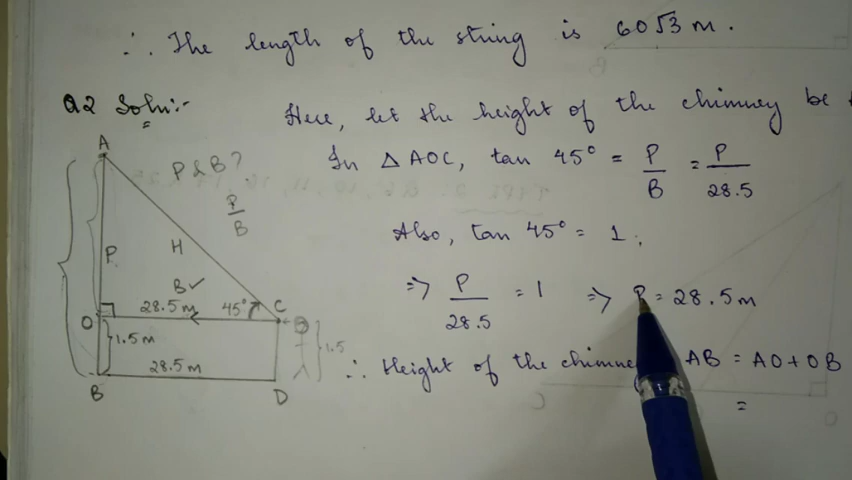 ∴ The length of the string is 60√3 m.
Q2 Soln:- Here, let the height of the chimney be
In △AOC, tan 45° = P/B = P/28.5
Also, tan 45° = 1.
=> P/28.5 = 1 => P = 28.5 m
∴ Height of the chimney AB = AO + OB
=
A
P & B?
P/B
P
H
B✓
28.5 m
45°
C
O
1.5 m
1.5
28.5 m
B
D